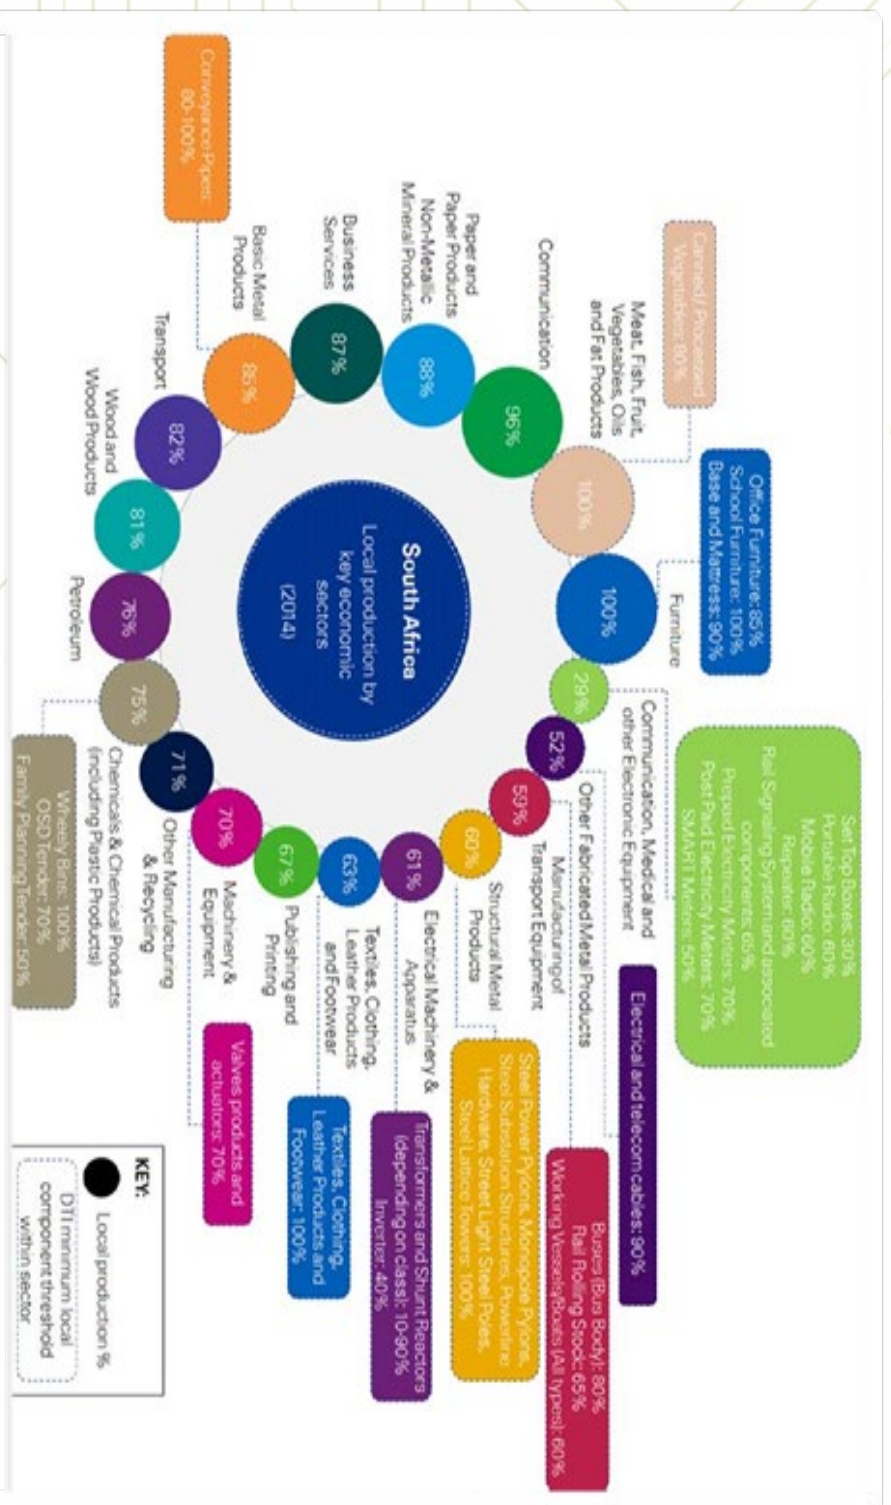 Office Furniture: 85%
School Furniture: 100%
Base and Mattress: 90%
Furniture
100%
Canned / Processed
Vegetables: 80%
Meat, Fish, Fruit,
Vegetables, Oils
and Fat Products
100%
Communication
96%
Paper and
Paper Products
Non-Metallic
Mineral Products
88%
Business
Services
87%
Conveyance Pipes:
80-100%
Basic Metal
Products
Transport
82%
Wood and
Wood Products
81%
Petroleum
76%
South Africa
Local production by
key economic
sectors
(2014)
Set Top Boxes: 30%
Portable Radio: 60%
Mobile Radio: 60%
Repeater: 60%
Rail Signaling System and associated
component: 65%
Prepaid Electricity Meters: 70%
Post Paid Electricity Meters: 70%
SMART Meters: 50%
Communication, Medical and
other Electronic Equipment
29%
Electrical and telecom cables: 90%
Other Fabricated Metal Products
52%
Buses (Bus Body): 80%
Rail Rolling Stock: 65%
Working Vessels/Boats (All types): 60%
Manufacturing of
Transport Equipment
59%
Steel Power Pylons, Monopole Pylons,
Steel Substation Structures, Powerline
Hardware, Street Light Steel Poles,
Steel Lattice Towers: 100%
Structural Metal
Products
60%
Transformers and Shunt Reactors
(depending on class): 10-90%
Inverter: 40%
Electrical Machinery &
Apparatus
61%
Textiles, Clothing,
Leather Products and
Footwear: 100%
Textiles, Clothing,
Leather Products
and Footwear
63%
Publishing and
Printing
67%
Valves products and
actuators: 70%
Machinery &
Equipment
70%
Other Manufacturing
& Recycling
71%
Chemicals & Chemical Products
(including Plastic Products)
75%
Wheely Bins: 100%
OSD Tender: 70%
Family Planning Tender: 50%
KEY:
Local production %
DTI minimum local
component threshold
within sector